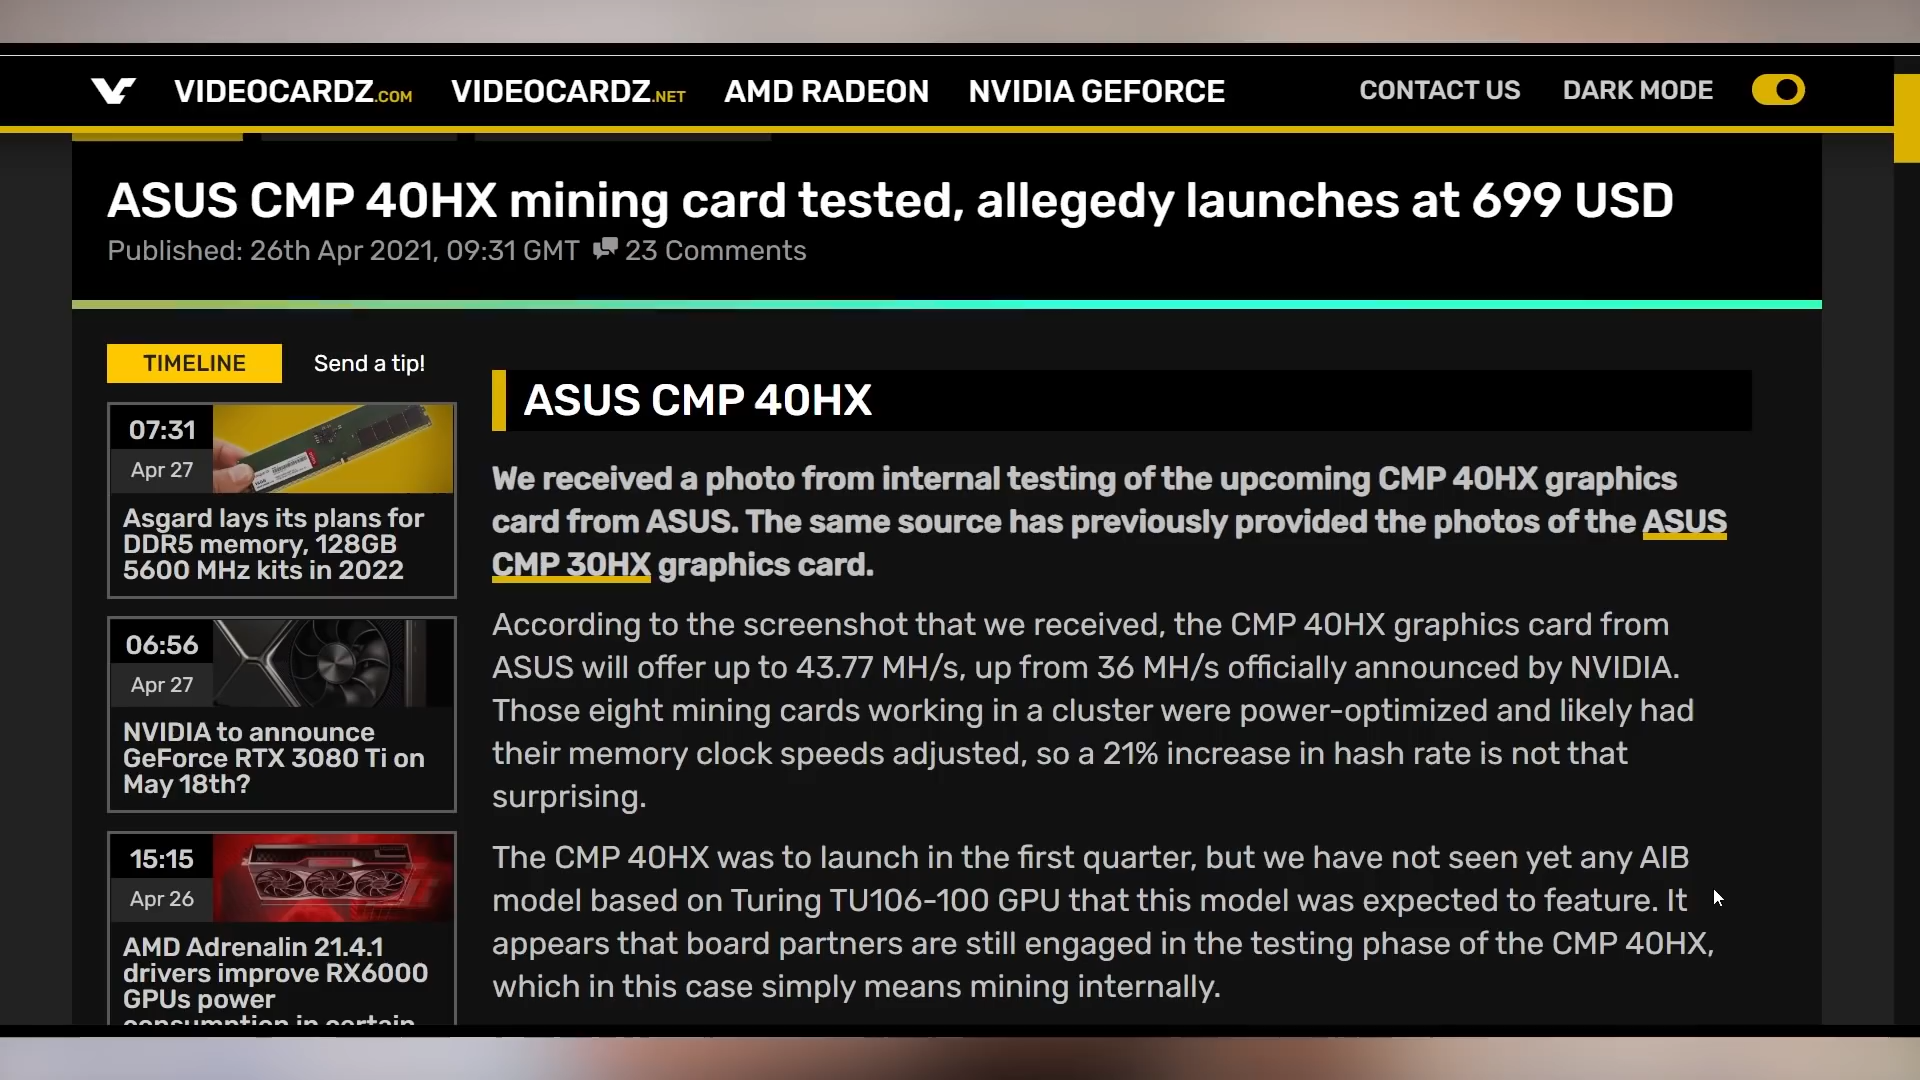 VIDEOCARDZ.COM VIDEOCARDZ.NET AMD RADEON NVIDIA GEFORCE CONTACT US DARK MODE
ASUS CMP 40HX mining card tested, allegedy launches at 699 USD
Published: 26th Apr 2021, 09:31 GMT 23 Comments
TIMELINE Send a tip!
07:31
Apr 27
Asgard lays its plans for
DDR5 memory, 128GB
5600 MHz kits in 2022
06:56
Apr 27
NVIDIA to announce
GeForce RTX 3080 Ti on
May 18th?
15:15
Apr 26
AMD Adrenalin 21.4.1
drivers improve RX6000
GPUs power
consumption in certain
ASUS CMP 40HX
We received a photo from internal testing of the upcoming CMP 40HX graphics
card from ASUS. The same source has previously provided the photos of the ASUS
CMP 30HX graphics card.
According to the screenshot that we received, the CMP 40HX graphics card from
ASUS will offer up to 43.77 MH/s, up from 36 MH/s officially announced by NVIDIA.
Those eight mining cards working in a cluster were power-optimized and likely had
their memory clock speeds adjusted, so a 21% increase in hash rate is not that
surprising.
The CMP 40HX was to launch in the first quarter, but we have not seen yet any AIB
model based on Turing TU106-100 GPU that this model was expected to feature. It
appears that board partners are still engaged in the testing phase of the CMP 40HX,
which in this case simply means mining internally.